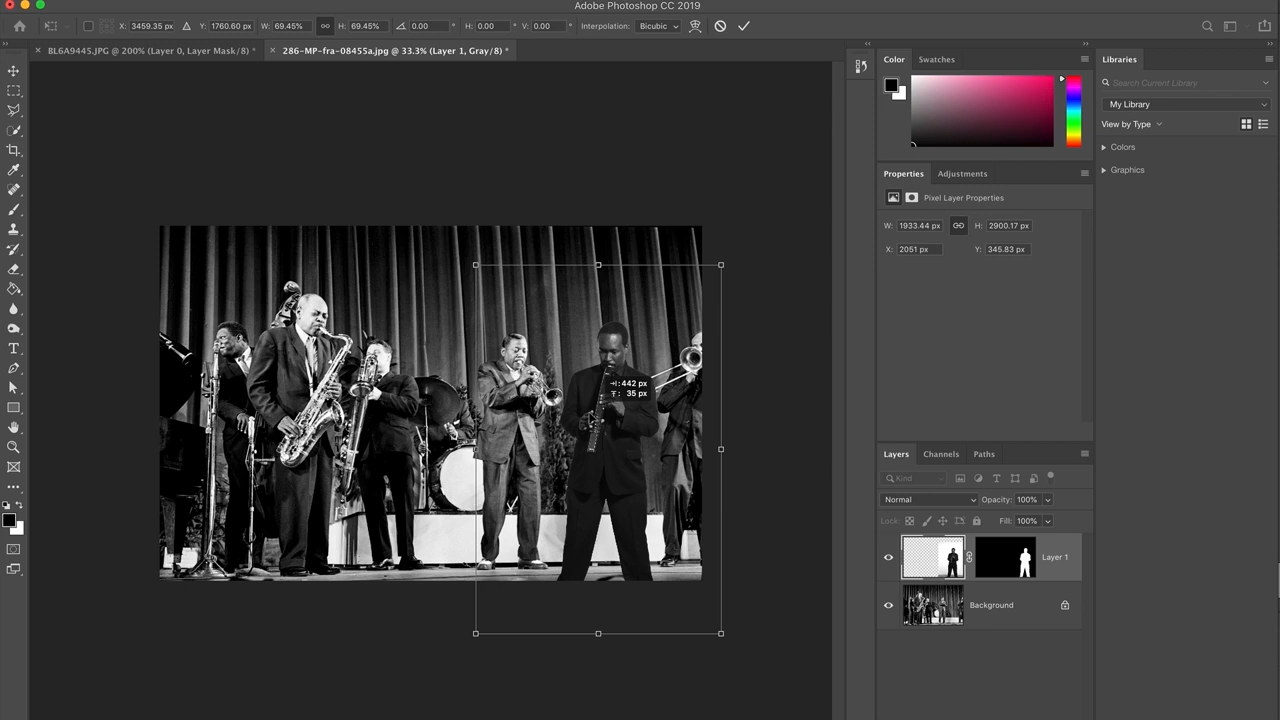 Adobe Photoshop CC 2019
X: 3459.35 px Y: 1760.60 px W: 69.45% H: 69.45% 0.00 ° H: 0.00 ° V: 0.00 ° Interpolation: Bicubic
BL6A9445.JPG @ 200% (Layer 0, Layer Mask/8) *
286-MP-fra-08455a.jpg @ 33.3% (Layer 1, Gray/8) *
Color Swatches
Libraries
Search Current Library
My Library
View by Type
Colors
Graphics
Properties Adjustments
Pixel Layer Properties
W: 1933.44 px H: 2900.17 px
X: 2051 px Y: 345.83 px
: 442 px
: 35 px
Layers Channels Paths
Kind
Normal Opacity: 100%
Lock: Fill: 100%
Layer 1
Background